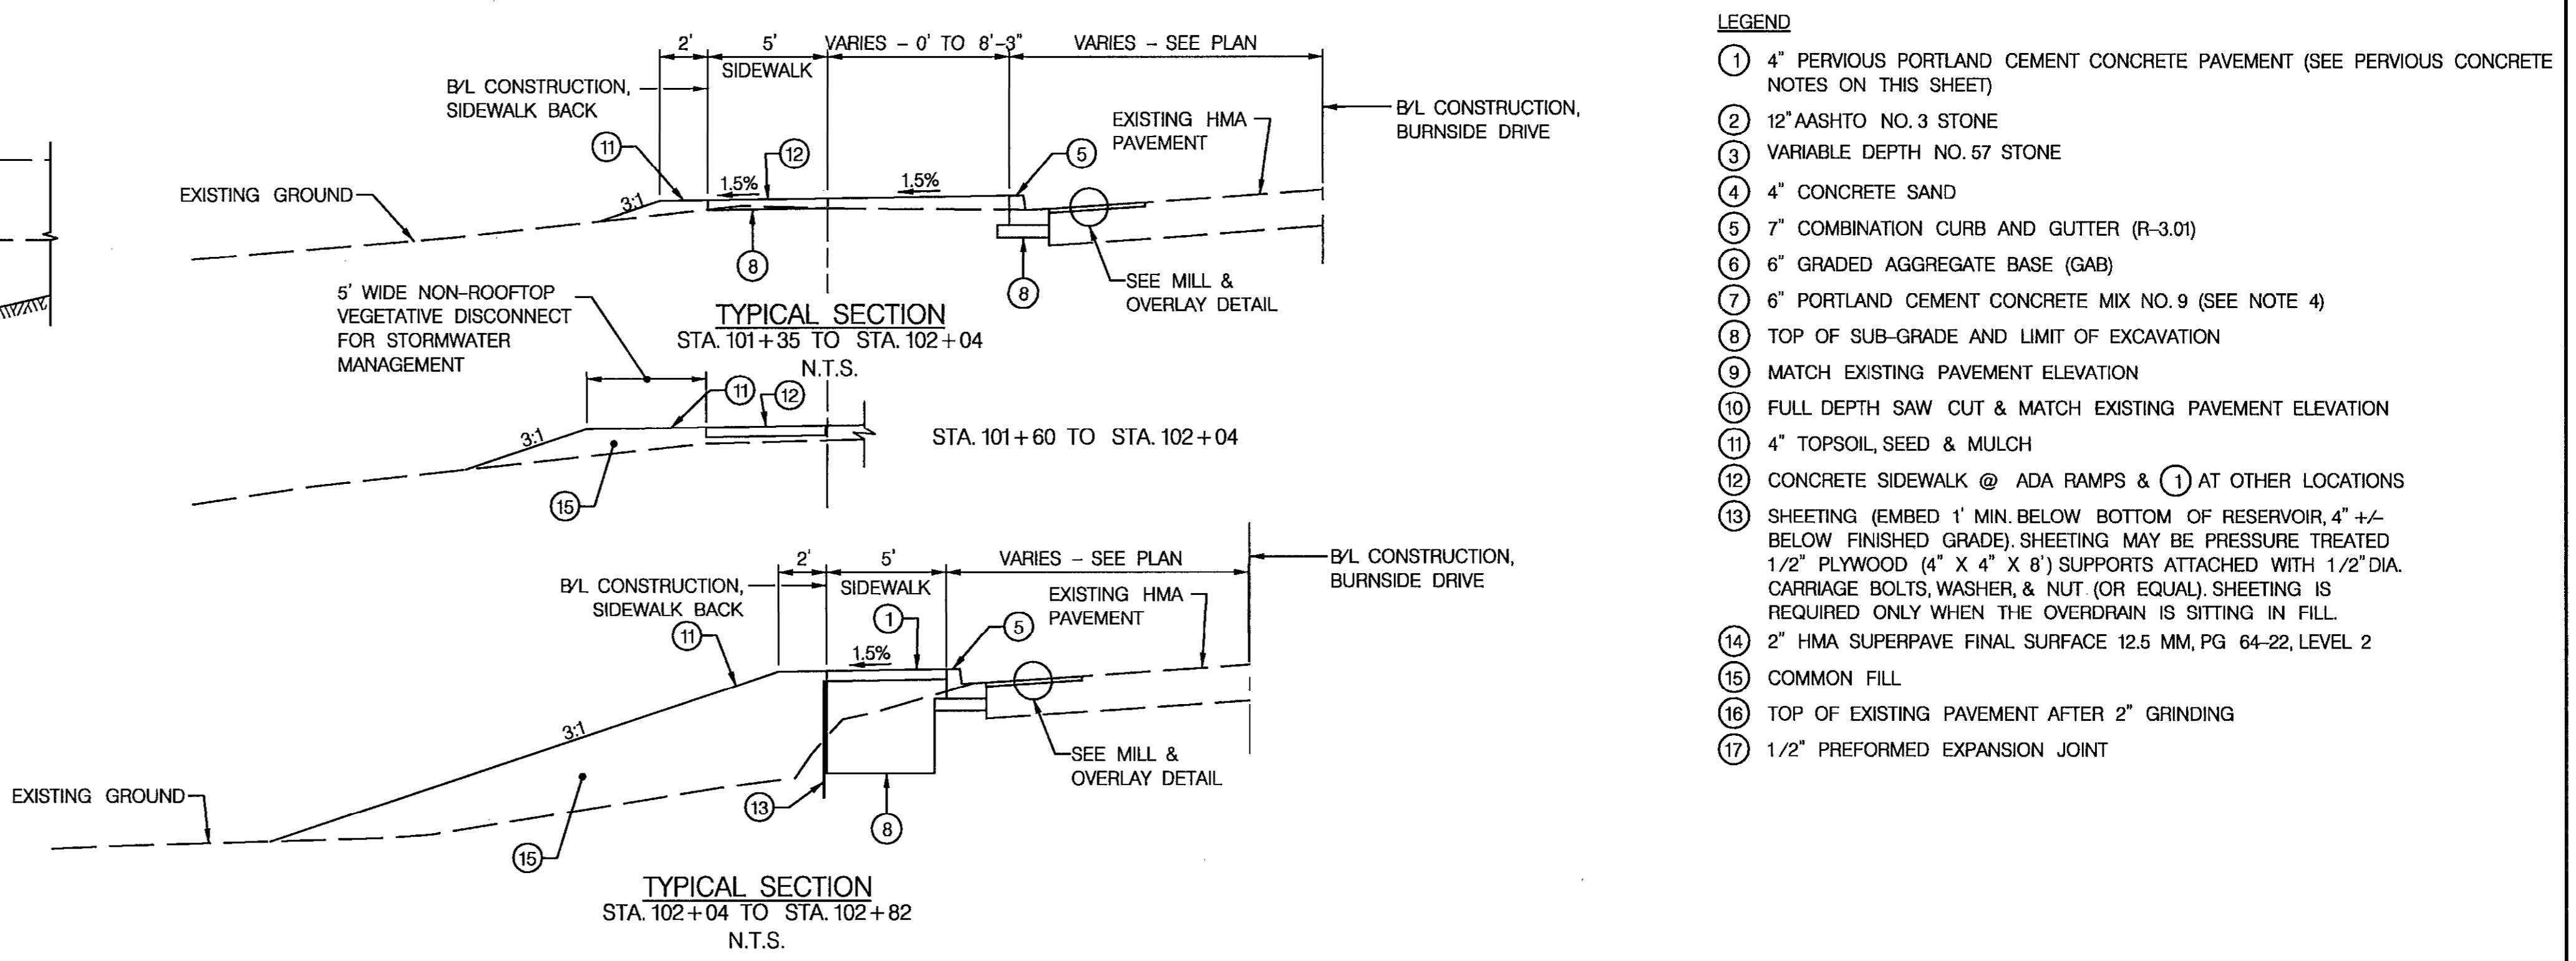 2'
5'
VARIES - 0' TO 8'-3"
VARIES - SEE PLAN
SIDEWALK
B/L CONSTRUCTION,
SIDEWALK BACK
B/L CONSTRUCTION,
BURNSIDE DRIVE
EXISTING HMA
PAVEMENT
11
12
5
1.5%
1.5%
EXISTING GROUND
3:1
8
8
SEE MILL &
OVERLAY DETAIL
TYPICAL SECTION
STA. 101+35 TO STA. 102+04
N.T.S.
5' WIDE NON-ROOFTOP
VEGETATIVE DISCONNECT
FOR STORMWATER
MANAGEMENT
11
12
3:1
STA. 101+60 TO STA. 102+04
15
2'
5'
VARIES - SEE PLAN
B/L CONSTRUCTION,
SIDEWALK BACK
SIDEWALK
B/L CONSTRUCTION,
BURNSIDE DRIVE
EXISTING HMA
PAVEMENT
11
1
5
1.5%
3:1
SEE MILL &
OVERLAY DETAIL
EXISTING GROUND
13
8
15
TYPICAL SECTION
STA. 102+04 TO STA. 102+82
N.T.S.
LEGEND
1 4" PERVIOUS PORTLAND CEMENT CONCRETE PAVEMENT (SEE PERVIOUS CONCRETE
NOTES ON THIS SHEET)
2 12" AASHTO NO. 3 STONE
3 VARIABLE DEPTH NO. 57 STONE
4 4" CONCRETE SAND
5 7" COMBINATION CURB AND GUTTER (R-3.01)
6 6" GRADED AGGREGATE BASE (GAB)
7 6" PORTLAND CEMENT CONCRETE MIX NO. 9 (SEE NOTE 4)
8 TOP OF SUB-GRADE AND LIMIT OF EXCAVATION
9 MATCH EXISTING PAVEMENT ELEVATION
10 FULL DEPTH SAW CUT & MATCH EXISTING PAVEMENT ELEVATION
11 4" TOPSOIL, SEED & MULCH
12 CONCRETE SIDEWALK @ ADA RAMPS & 1 AT OTHER LOCATIONS
13 SHEETING (EMBED 1' MIN. BELOW BOTTOM OF RESERVOIR, 4" +/-
BELOW FINISHED GRADE). SHEETING MAY BE PRESSURE TREATED
1/2" PLYWOOD (4" X 4" X 8') SUPPORTS ATTACHED WITH 1/2" DIA.
CARRIAGE BOLTS, WASHER, & NUT. (OR EQUAL). SHEETING IS
REQUIRED ONLY WHEN THE OVERDRAIN IS SITTING IN FILL.
14 2" HMA SUPERPAVE FINAL SURFACE 12.5 MM, PG 64-22, LEVEL 2
15 COMMON FILL
16 TOP OF EXISTING PAVEMENT AFTER 2" GRINDING
17 1/2" PREFORMED EXPANSION JOINT